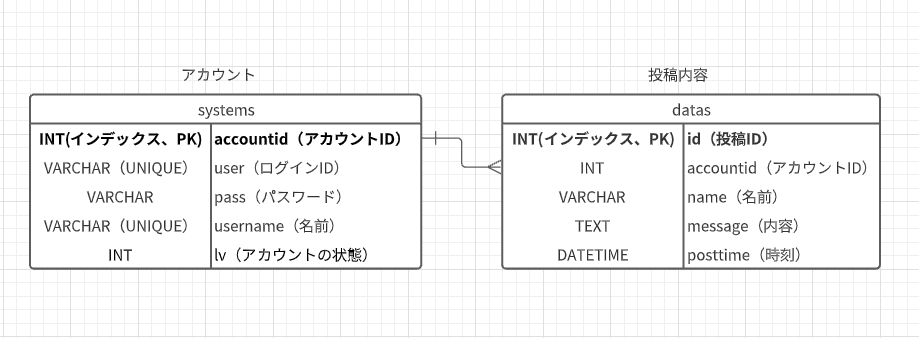 アカウント
systems
INT(インデックス、PK) accountid（アカウントID）
VARCHAR（UNIQUE） user（ログインID）
VARCHAR pass（パスワード）
VARCHAR（UNIQUE） username（名前）
INT lv（アカウントの状態）
投稿内容
datas
INT(インデックス、PK) id（投稿ID）
INT accountid（アカウントID）
VARCHAR name（名前）
TEXT message（内容）
DATETIME posttime（時刻）